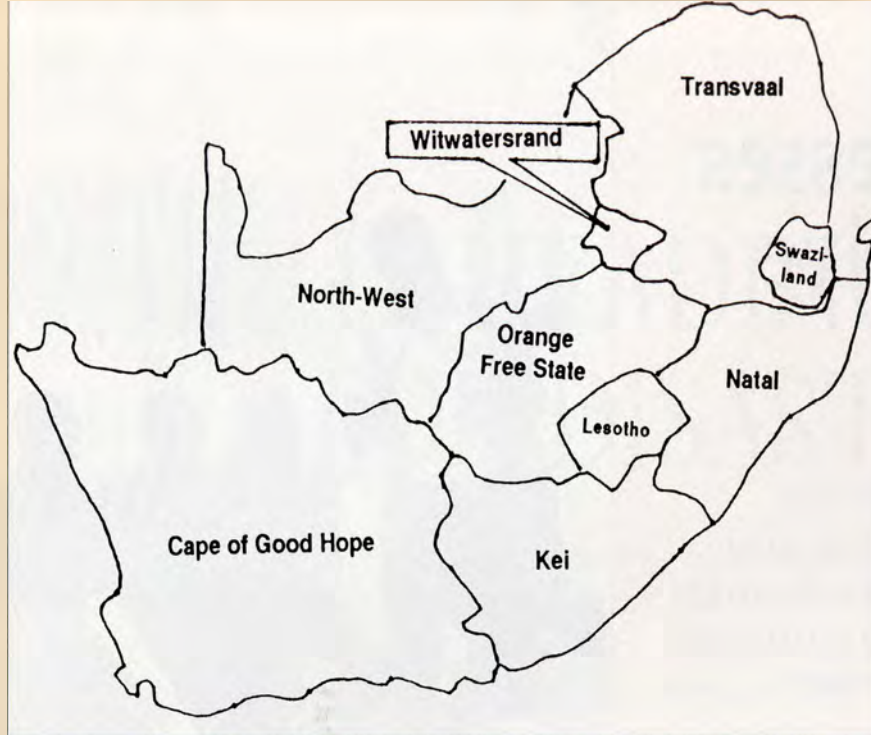 Transvaal
Witwatersrand
Swazi-
land
North-West
Orange
Free State
Natal
Lesotho
Cape of Good Hope
Kei